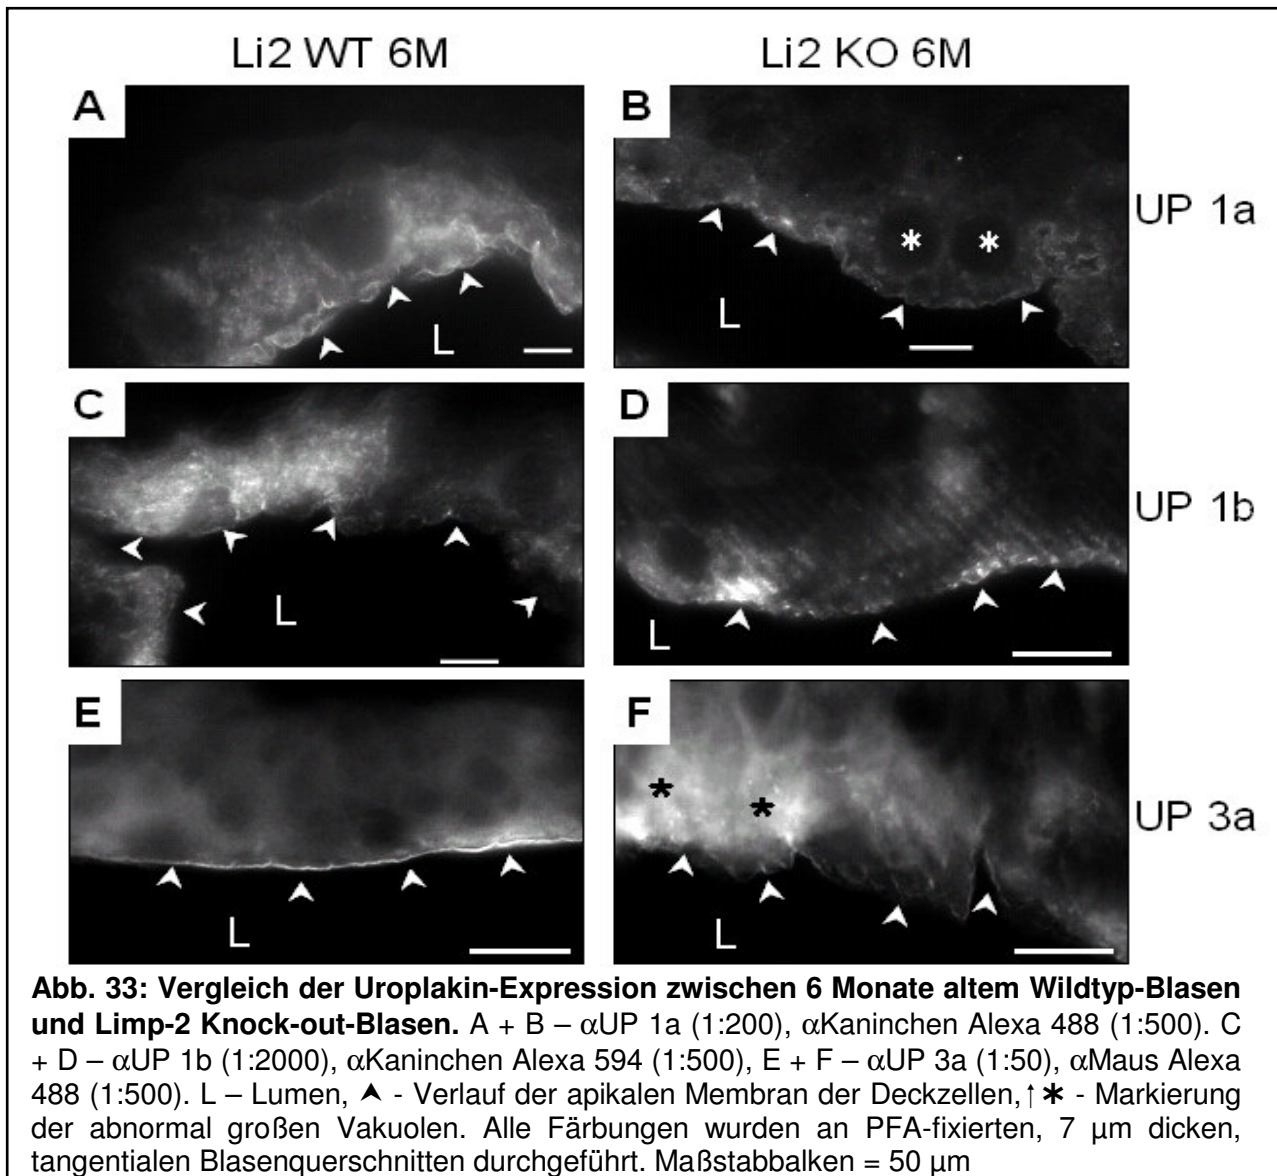 Li2 WT 6M
Li2 KO 6M
A
B
UP 1a
* *
L
L
C
D
UP 1b
L
L
E
F
UP 3a
* *
L
L
Abb. 33: Vergleich der Uroplakin-Expression zwischen 6 Monate altem Wildtyp-Blasen
und Limp-2 Knock-out-Blasen. A + B – αUP 1a (1:200), αKaninchen Alexa 488 (1:500). C
+ D – αUP 1b (1:2000), αKaninchen Alexa 594 (1:500), E + F – αUP 3a (1:50), αMaus Alexa
488 (1:500). L – Lumen, ⮝ - Verlauf der apikalen Membran der Deckzellen,↑* - Markierung
der abnormal großen Vakuolen. Alle Färbungen wurden an PFA-fixierten, 7 µm dicken,
tangentialen Blasenquerschnitten durchgeführt. Maßstabbalken = 50 µm